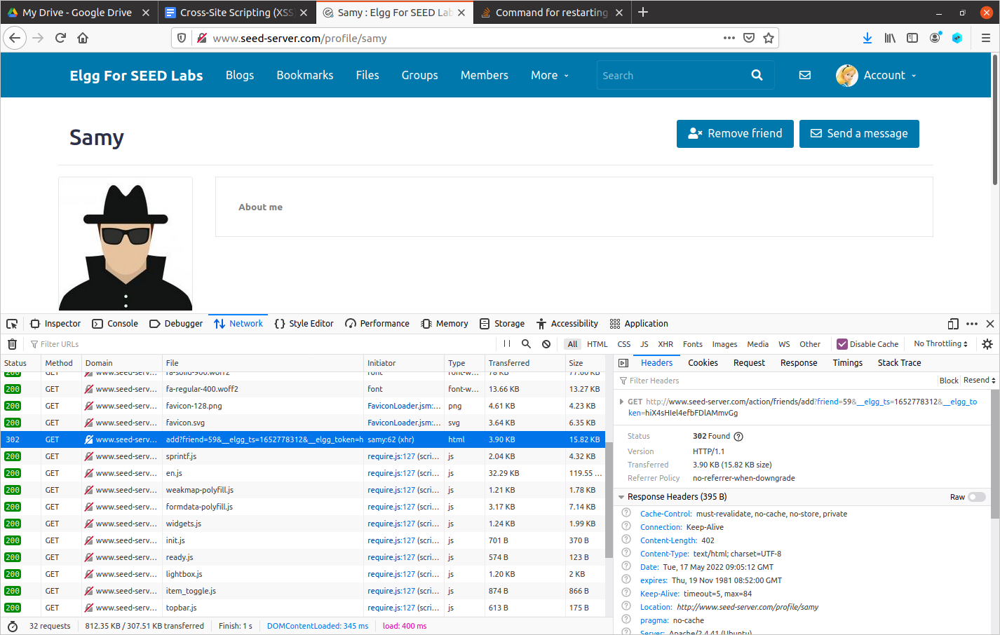 My Drive - Google Drive
Cross-Site Scripting (XSS
Samy : Elgg For SEED Lab
Command for restarting
www.seed-server.com/profile/samy
Elgg For SEED Labs
Blogs
Bookmarks
Files
Groups
Members
More
Search
Account
Samy
Remove friend
Send a message
About me
Inspector
Console
Debugger
Network
Style Editor
Performance
Memory
Storage
Accessibility
Application
Filter URLs
All HTML CSS JS XHR Fonts Images Media WS Other
Disable Cache
No Throttling
Status Method Domain File Initiator Type Transferred Size
200 GET www.seed-serv... fa-solid-900.woff2 font font-w... 78 KB 77.60 KB
200 GET www.seed-serv... fa-regular-400.woff2 font font-w... 13.66 KB 13.27 KB
200 GET www.seed-serv... favicon-128.png FaviconLoader.jsm:... png 4.61 KB 4.23 KB
200 GET www.seed-serv... favicon.svg FaviconLoader.jsm:... svg 3.64 KB 6.35 KB
302 GET www.seed-serv... add?friend=59&__elgg_ts=1652778312&__elgg_token=h samy:62 (xhr) html 3.90 KB 15.82 KB
200 GET www.seed-serv... sprintf.js require.js:127 (scri... js 2.04 KB 4.32 KB
200 GET www.seed-serv... en.js require.js:127 (scri... js 32.29 KB 119.55 ...
200 GET www.seed-serv... weakmap-polyfill.js require.js:127 (scri... js 1.21 KB 1.78 KB
200 GET www.seed-serv... formdata-polyfill.js require.js:127 (scri... js 3.17 KB 7.14 KB
200 GET www.seed-serv... widgets.js require.js:127 (scri... js 1.24 KB 1.99 KB
200 GET www.seed-serv... init.js require.js:127 (scri... js 701 B 370 B
200 GET www.seed-serv... ready.js require.js:127 (scri... js 574 B 123 B
200 GET www.seed-serv... lightbox.js require.js:127 (scri... js 1.20 KB 2 KB
200 GET www.seed-serv... item_toggle.js require.js:127 (scri... js 874 B 866 B
200 GET www.seed-serv... topbar.js require.js:127 (scri... js 613 B 175 B
32 requests
812.35 KB / 307.51 KB transferred
Finish: 1 s
DOMContentLoaded: 345 ms
load: 400 ms
Headers Cookies Request Response Timings Stack Trace
Filter Headers
Block
Resend
GET http://www.seed-server.com/action/friends/add?friend=59&__elgg_ts=1652778312&__elgg_to
ken=hiX4sHIel4efbFDlAMmvGg
Status 302 Found
Version HTTP/1.1
Transferred 3.90 KB (15.82 KB size)
Referrer Policy no-referrer-when-downgrade
Response Headers (395 B)
Raw
Cache-Control: must-revalidate, no-cache, no-store, private
Connection: Keep-Alive
Content-Length: 402
Content-Type: text/html; charset=UTF-8
Date: Tue, 17 May 2022 09:05:12 GMT
expires: Thu, 19 Nov 1981 08:52:00 GMT
Keep-Alive: timeout=5, max=84
Location: http://www.seed-server.com/profile/samy
pragma: no-cache
Server: Apache/2.4.41 (Ubuntu)